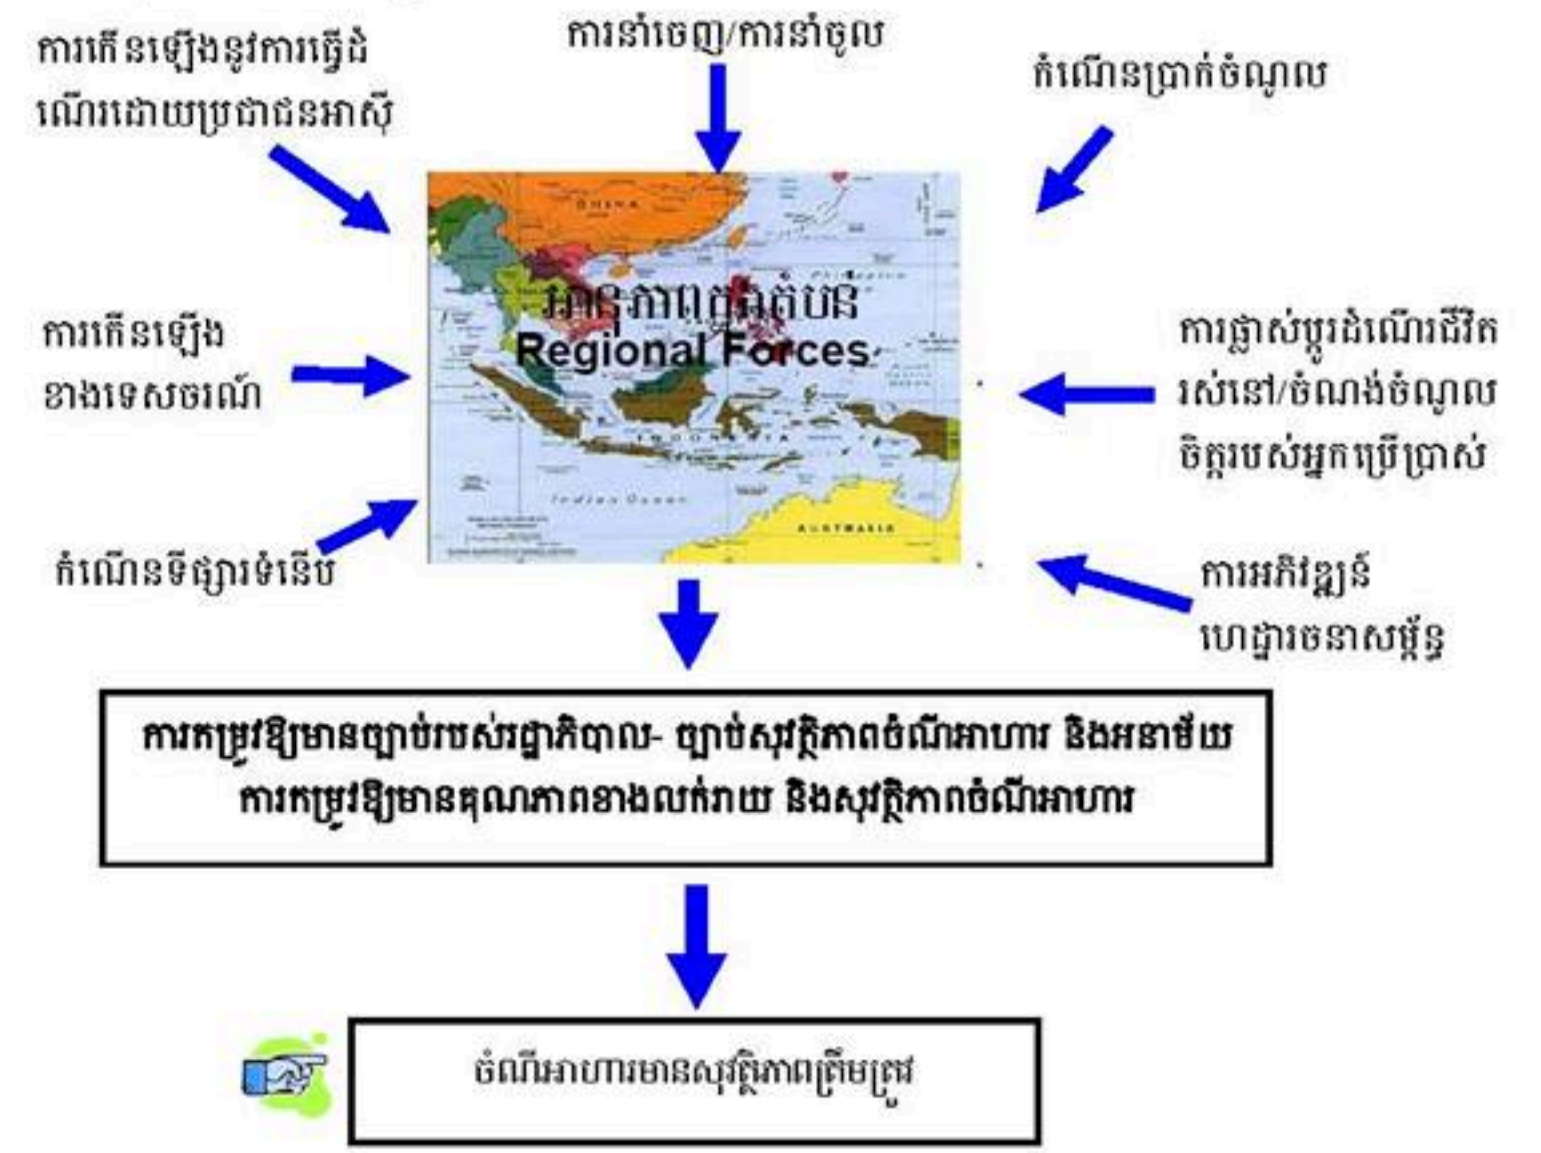 ការកើនឡើងនូវការធ្វើដំ
ណើរដោយប្រជាជនអាស៊ី
ការនាំចេញ/ការនាំចូល
កំណើនប្រាក់ចំណូល
CHINA
អានុភាពក្នុងតំបន់
Regional Forces
ការកើនឡើង
ខាងទេសចរណ៍
ការផ្លាស់ប្ដូរដំណើរជីវិត
រស់នៅ/ចំណង់ចំណូល
ចិត្តរបស់អ្នកប្រើប្រាស់
INDONESIA
Indian Ocean
AUSTRALIA
កំណើនទីផ្សារទំនើប
ការអភិវឌ្ឍន៍
ហេដ្ឋារចនាសម្ព័ន្ធ
ការតម្រូវឱ្យមានច្បាប់របស់រដ្ឋាភិបាល- ច្បាប់សុវត្ថិភាពចំណីអាហារ និងអនាម័យ
ការតម្រូវឱ្យមានគុណភាពខាងលក់រាយ និងសុវត្ថិភាពចំណីអាហារ
ចំណីអាហារមានសុវត្ថិភាពត្រឹមត្រូវ